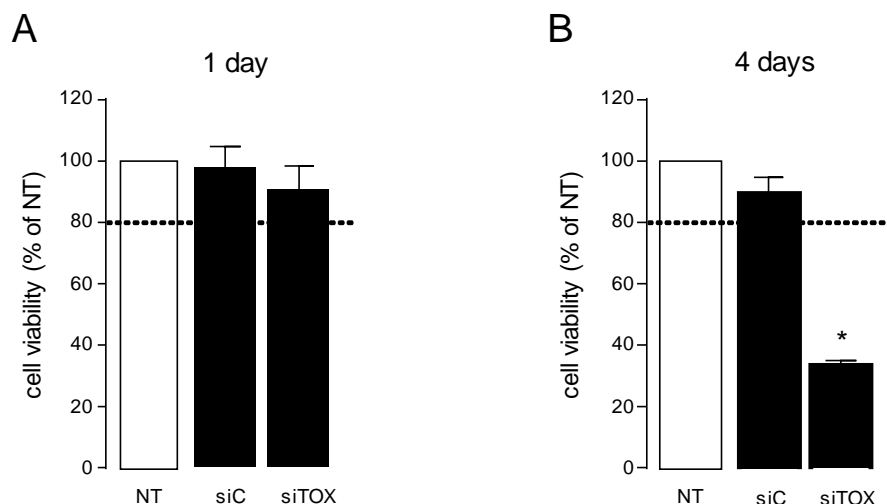 A
1 day
cell viability (% of NT)
120
100
80
60
40
20
0
NT siC siTOX
B
4 days
cell viability (% of NT)
120
100
80
60
40
20
0
*
NT siC siTOX